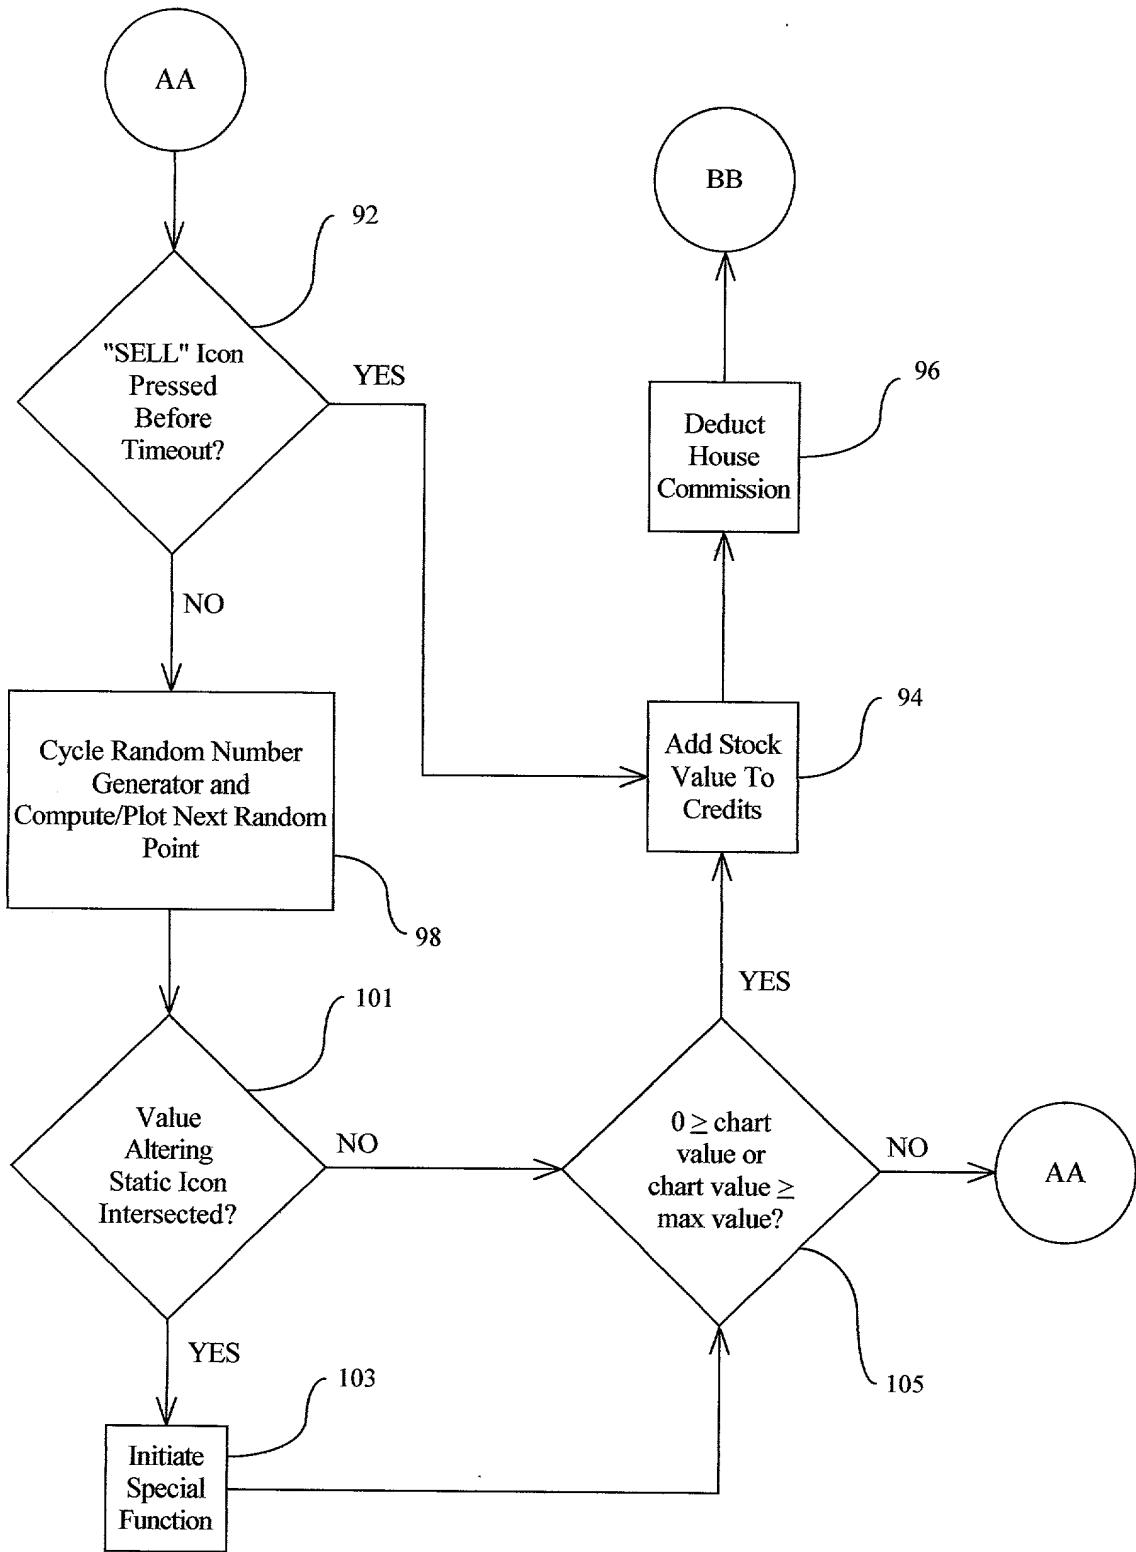 AA
BB
92
"SELL" Icon
Pressed
Before
Timeout?
YES
NO
96
Deduct
House
Commission
94
Add Stock
Value To
Credits
Cycle Random Number
Generator and
Compute/Plot Next Random
Point
98
YES
101
Value
Altering
Static Icon
Intersected?
NO
0 ≥ chart
value or
chart value ≥
max value?
NO
AA
105
YES
103
Initiate
Special
Function